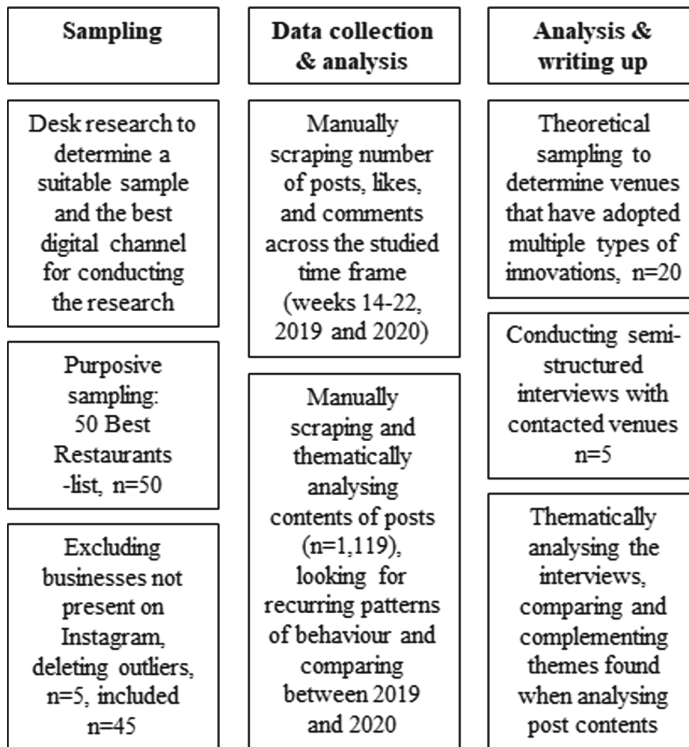 Sampling
Desk research to
determine a
suitable sample
and the best
digital channel
for conducting
the research
Purposive
sampling:
50 Best
Restaurants
-list, n=50
Excluding
businesses not
present on
Instagram,
deleting outliers,
n=5, included
n=45
Data collection
& analysis
Manually
scraping number
of posts, likes,
and comments
across the studied
time frame
(weeks 14-22,
2019 and 2020)
Manually
scraping and
thematically
analysing
contents of posts
(n=1,119),
looking for
recurring patterns
of behaviour and
comparing
between 2019
and 2020
Analysis &
writing up
Theoretical
sampling to
determine venues
that have adopted
multiple types of
innovations, n=20
Conducting semi-
structured
interviews with
contacted venues
n=5
Thematically
analysing the
interviews,
comparing and
complementing
themes found
when analysing
post contents